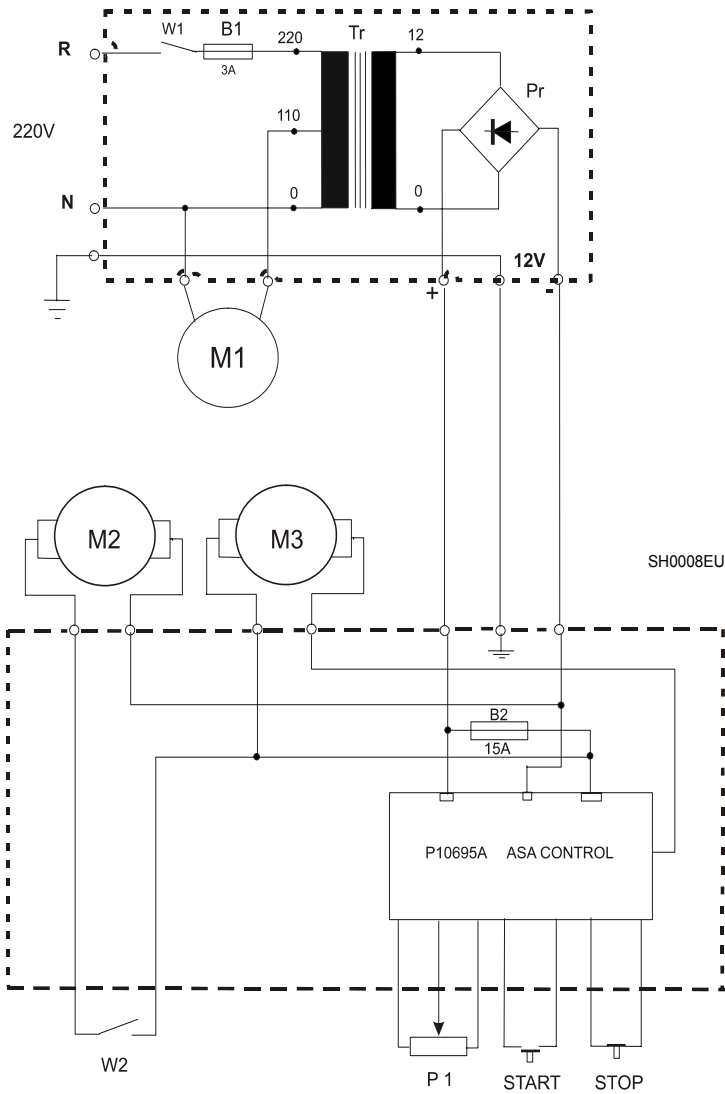 R
W1
B1
3A
220
Tr
12
Pr
220V
110
N
0
0
12V
+
-
M1
M2
M3
SH0008EU
B2
15A
P10695A ASA CONTROL
W2
P 1
START
STOP